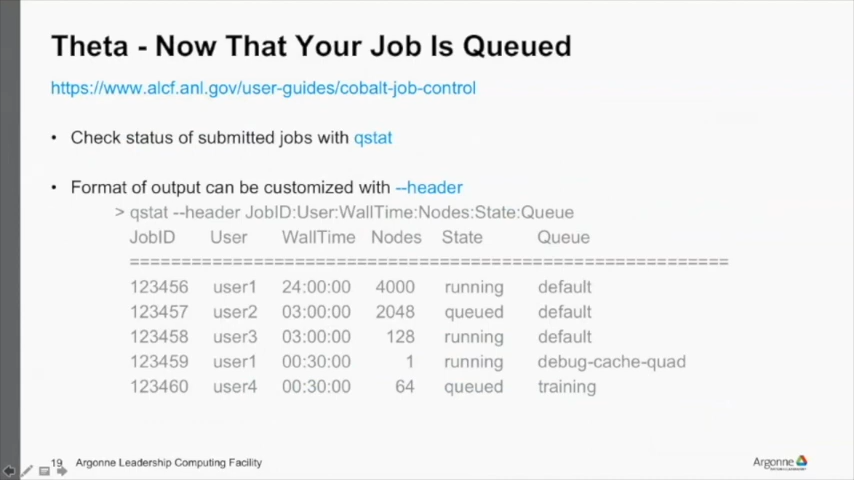 Theta - Now That Your Job Is Queued
https://www.alcf.anl.gov/user-guides/cobalt-job-control
• Check status of submitted jobs with qstat
• Format of output can be customized with --header
> qstat --header JobID:User:WallTime:Nodes:State:Queue
JobID User WallTime Nodes State Queue
==========================================================
123456 user1 24:00:00 4000 running default
123457 user2 03:00:00 2048 queued default
123458 user3 03:00:00 128 running default
123459 user1 00:30:00 1 running debug-cache-quad
123460 user4 00:30:00 64 queued training
19 Argonne Leadership Computing Facility
Argonne